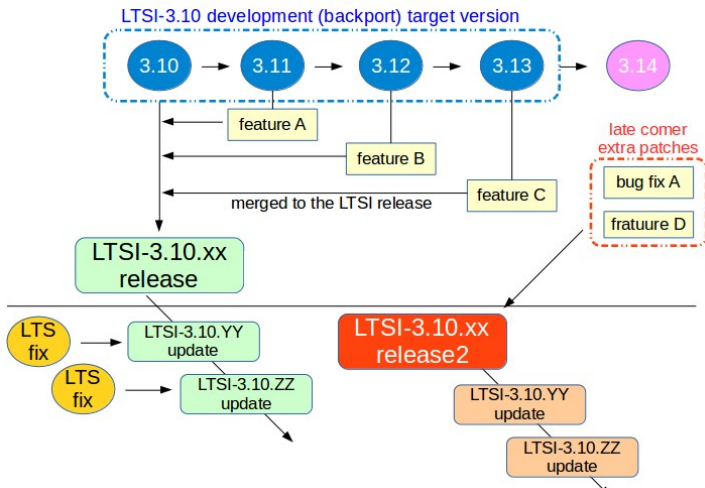 LTSI-3.10 development (backport) target version
3.10
3.11
3.12
3.13
3.14
feature A
feature B
feature C
merged to the LTSI release
late comer
extra patches
bug fix A
fratuure D
LTSI-3.10.xx
release
LTS
fix
LTSI-3.10.YY
update
LTS
fix
LTSI-3.10.ZZ
update
LTSI-3.10.xx
release2
LTSI-3.10.YY
update
LTSI-3.10.ZZ
update